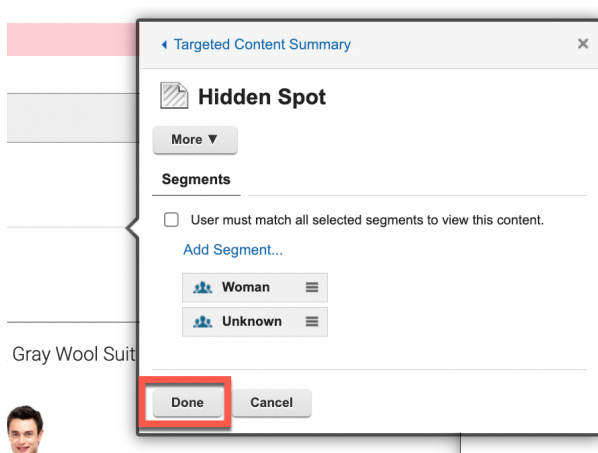 Targeted Content Summary
Hidden Spot
More
Segments
User must match all selected segments to view this content.
Add Segment...
Woman
Unknown
Gray Wool Suit
Done Cancel